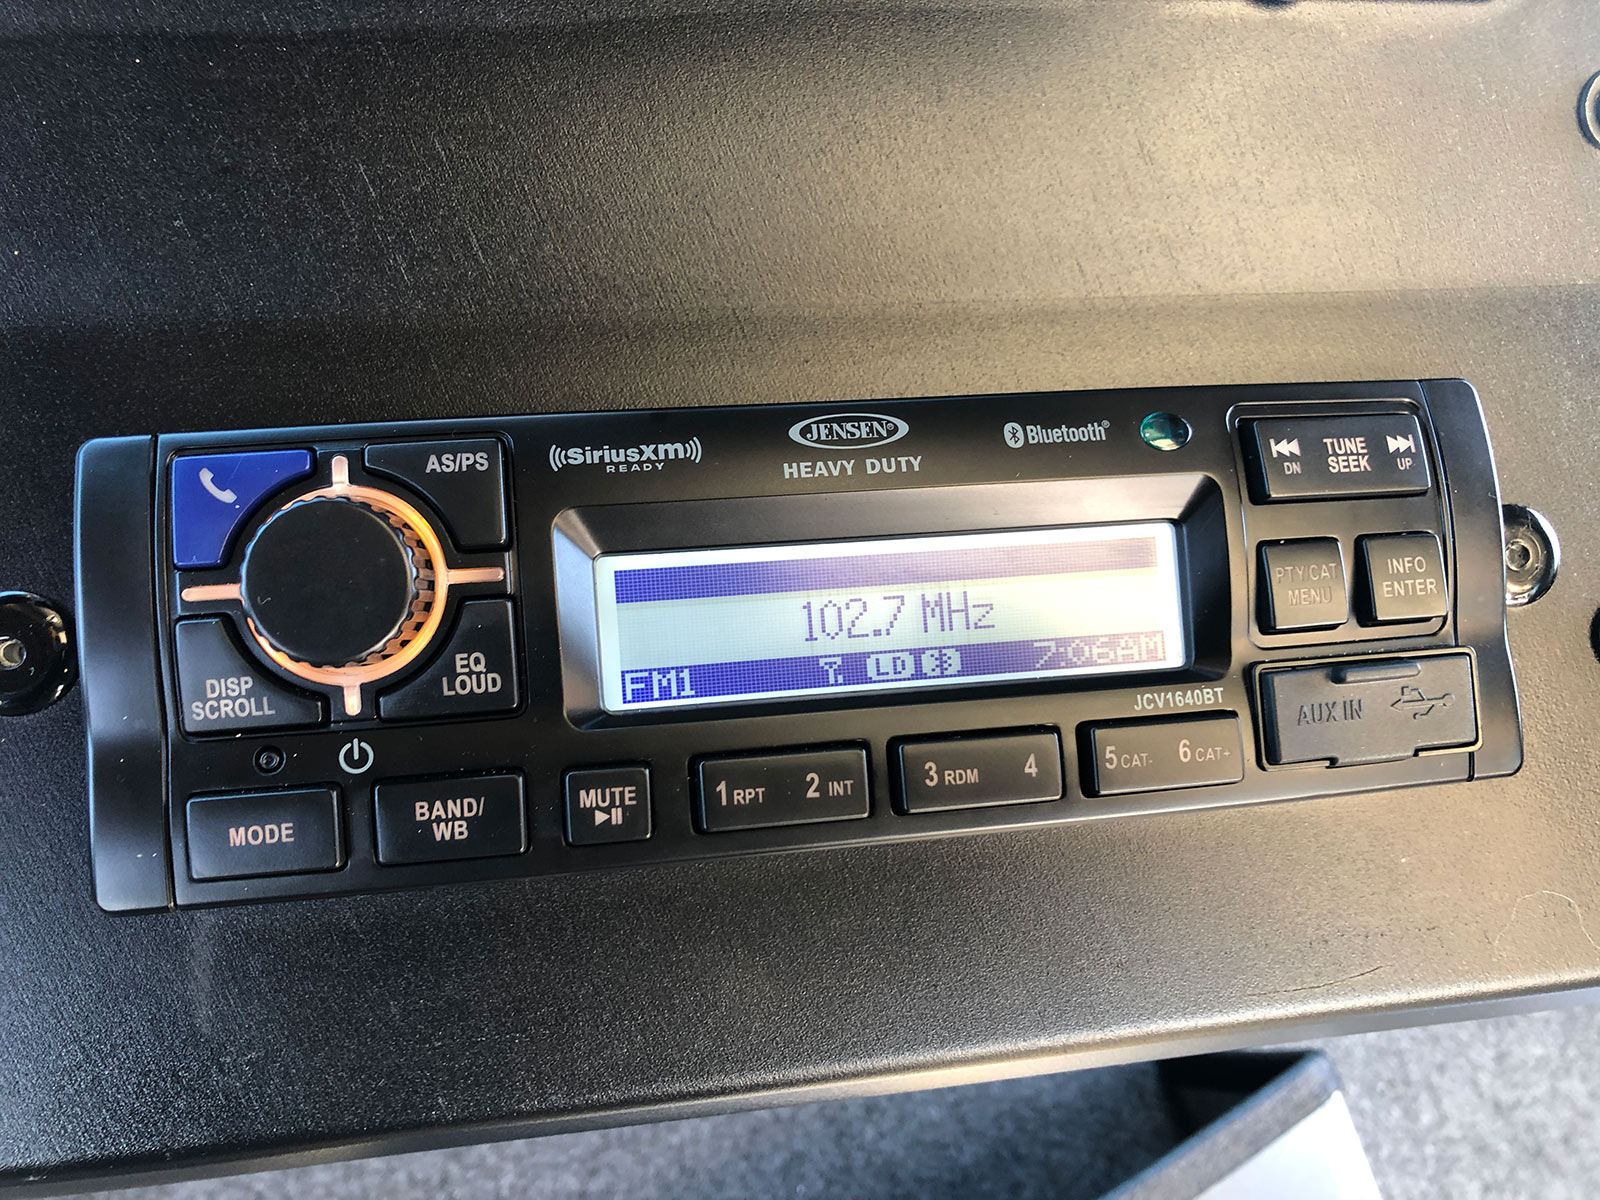 AS/PS
((SiriusXM))
READY
JENSEN®
HEAVY DUTY
Bluetooth®
TUNE
SEEK
DN
UP
102.7 MHz
FM1 LD 7:06AM
PTY/CAT
MENU
INFO
ENTER
DISP
SCROLL
EQ
LOUD
JCV1640BT
AUX IN
MODE
BAND/
WB
MUTE
1 RPT 2 INT
3 RDM 4
5 CAT- 6 CAT+